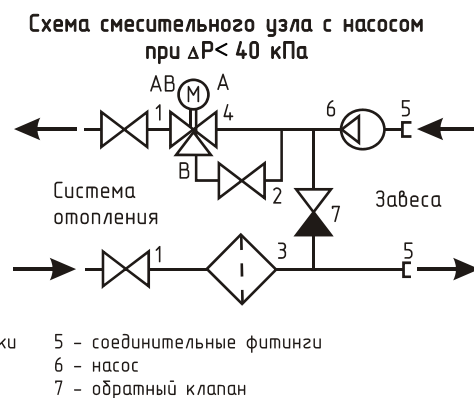 Схема смесительного узла с насосом
при ΔP< 40 кПа
AB M A
1 4 6 5
B
2
Система
отопления
Завеса
7
1 3 5
5 – соединительные фитинги
6 – насос
7 – обратный клапан